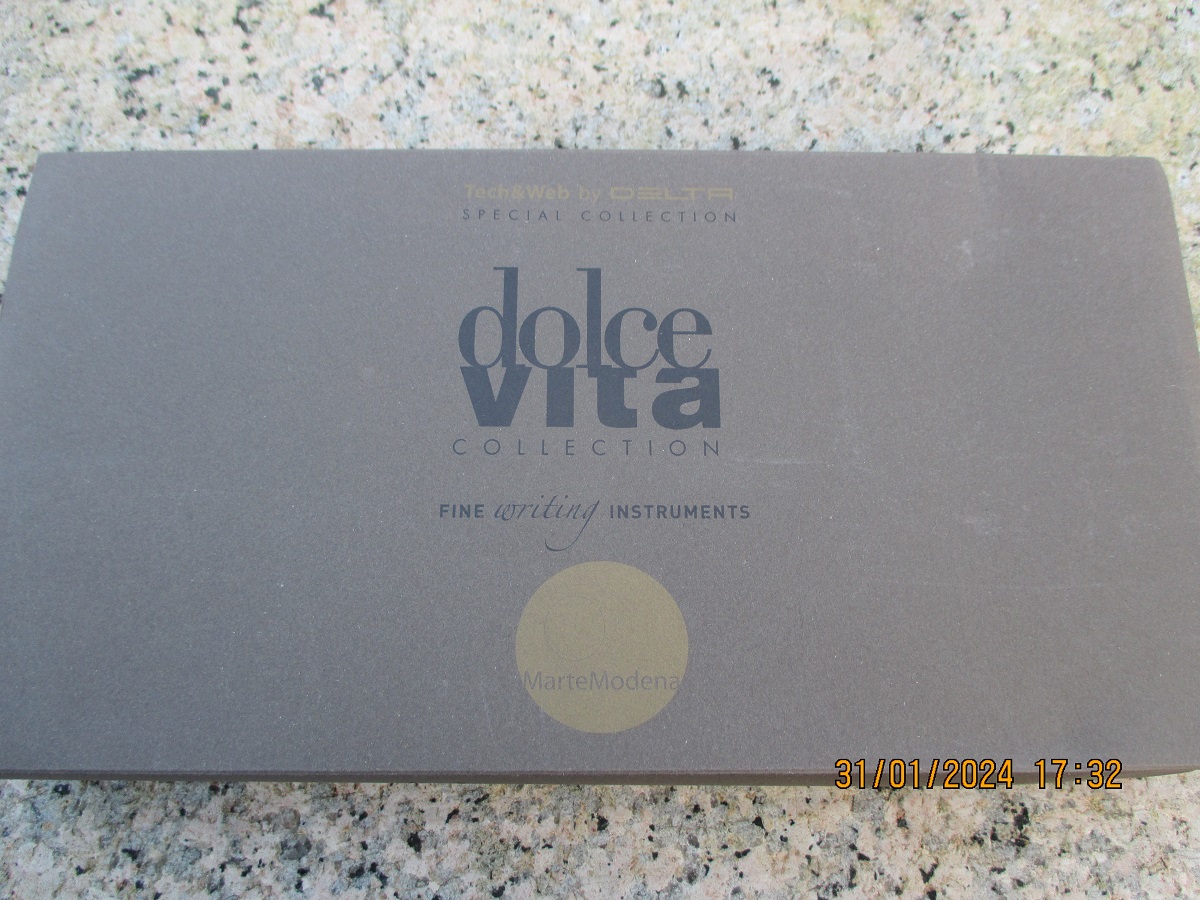 Tech&Web by DELTA
SPECIAL COLLECTION
dolce
vita
COLLECTION
FINE writing INSTRUMENTS
MarteModena
31/01/2024 17:32